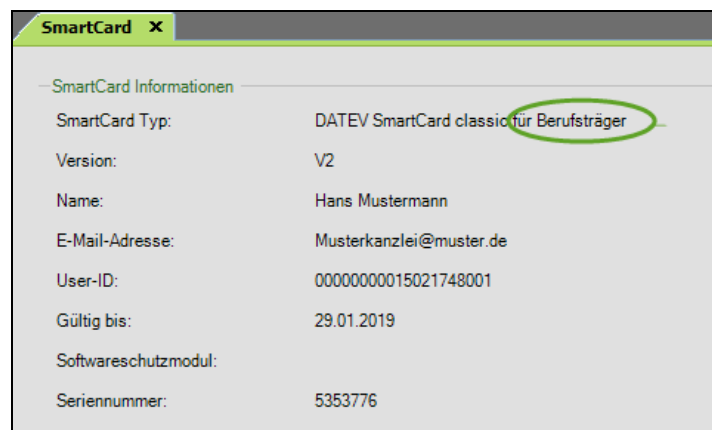 SmartCard X
SmartCard Informationen
SmartCard Typ: DATEV SmartCard classic für Berufsträger
Version: V2
Name: Hans Mustermann
E-Mail-Adresse: Musterkanzlei@muster.de
User-ID: 00000000015021748001
Gültig bis: 29.01.2019
Softwareschutzmodul:
Seriennummer: 5353776